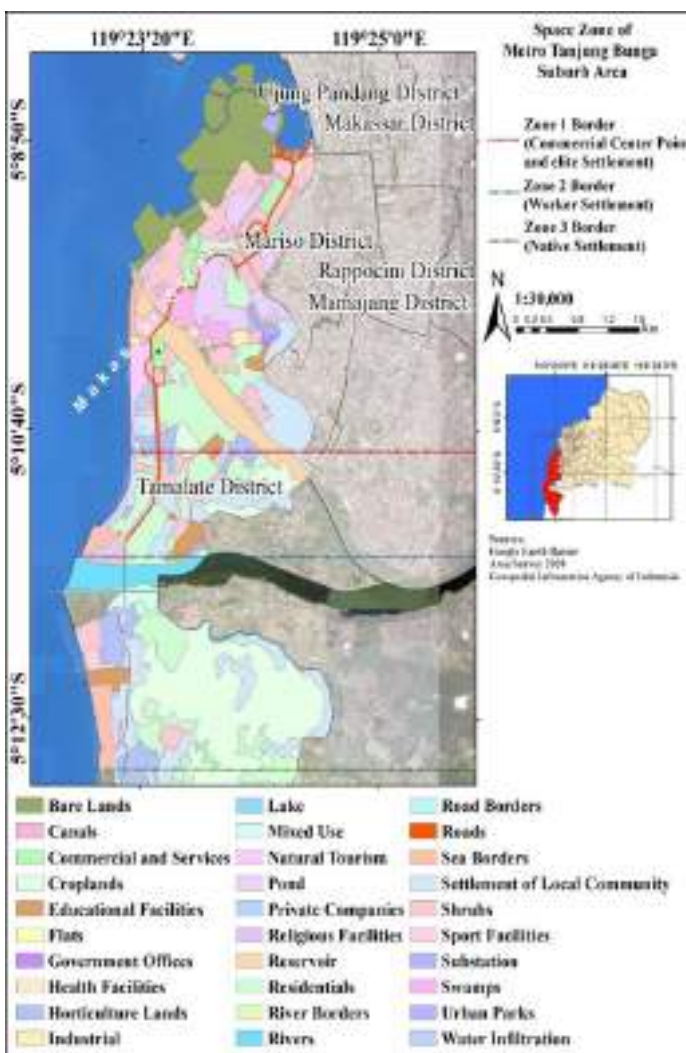 119°23'20"E
119°25'0"E
5°8'50"S
5°10'40"S
5°12'30"S
Ujung Pandang District
Makassar District
Mariso District
Rappocini District
Mamajang District
Makas
Tamalate District
Space Zone of
Metro Tanjung Bunga
Suburb Area
Zone 1 Border
(Commercial Center Point
and elite Settlement)
Zone 2 Border
(Worker Settlement)
Zone 3 Border
(Native Settlement)
N
1:30,000
Km
Sources:
Area Survey
Geospatial Information Agency of Indonesia
Bare Lands
Canals
Commercial and Services
Croplands
Educational Facilities
Flats
Government Offices
Health Facilities
Horticulture Lands
Industrial
Lake
Mixed Use
Natural Tourism
Pond
Private Companies
Religious Facilities
Reservoir
Residentials
River Borders
Rivers
Road Borders
Roads
Sea Borders
Settlement of Local Community
Shrubs
Sport Facilities
Substation
Swamps
Urban Parks
Water Infiltration